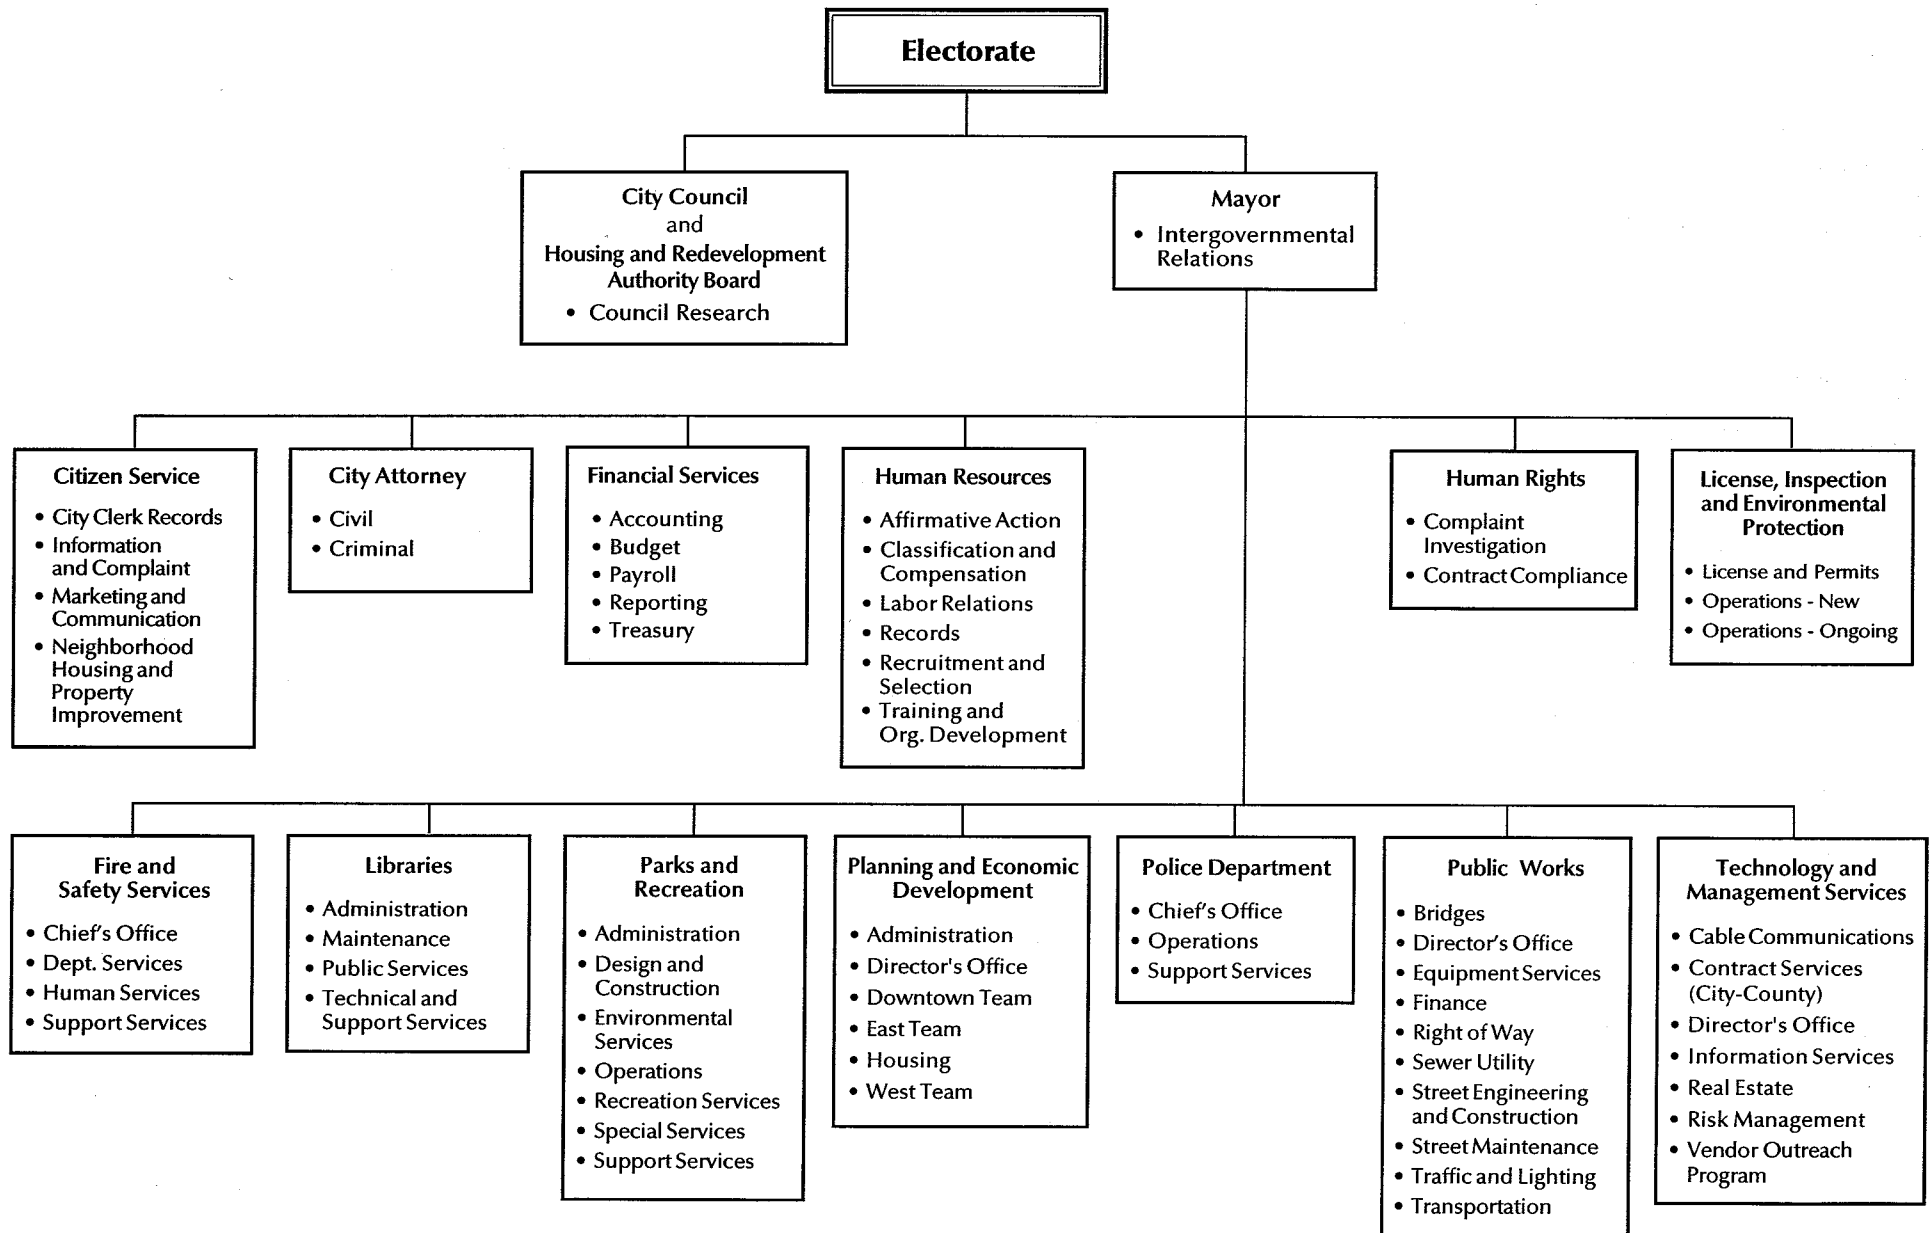 Electorate
City Council
and
Housing and Redevelopment
Authority Board
• Council Research
Mayor
• Intergovernmental
Relations
Citizen Service
• City Clerk Records
• Information
and Complaint
• Marketing and
Communication
• Neighborhood
Housing and
Property
Improvement
City Attorney
• Civil
• Criminal
Financial Services
• Accounting
• Budget
• Payroll
• Reporting
• Treasury
Human Resources
• Affirmative Action
• Classification and
Compensation
• Labor Relations
• Records
• Recruitment and
Selection
• Training and
Org. Development
Human Rights
• Complaint
Investigation
• Contract Compliance
License, Inspection
and Environmental
Protection
• License and Permits
• Operations - New
• Operations - Ongoing
Fire and
Safety Services
• Chief's Office
• Dept. Services
• Human Services
• Support Services
Libraries
• Administration
• Maintenance
• Public Services
• Technical and
Support Services
Parks and
Recreation
• Administration
• Design and
Construction
• Environmental
Services
• Operations
• Recreation Services
• Special Services
• Support Services
Planning and Economic
Development
• Administration
• Director's Office
• Downtown Team
• East Team
• Housing
• West Team
Police Department
• Chief's Office
• Operations
• Support Services
Public Works
• Bridges
• Director's Office
• Equipment Services
• Finance
• Right of Way
• Sewer Utility
• Street Engineering
and Construction
• Street Maintenance
• Traffic and Lighting
• Transportation
Technology and
Management Services
• Cable Communications
• Contract Services
(City-County)
• Director's Office
• Information Services
• Real Estate
• Risk Management
• Vendor Outreach
Program